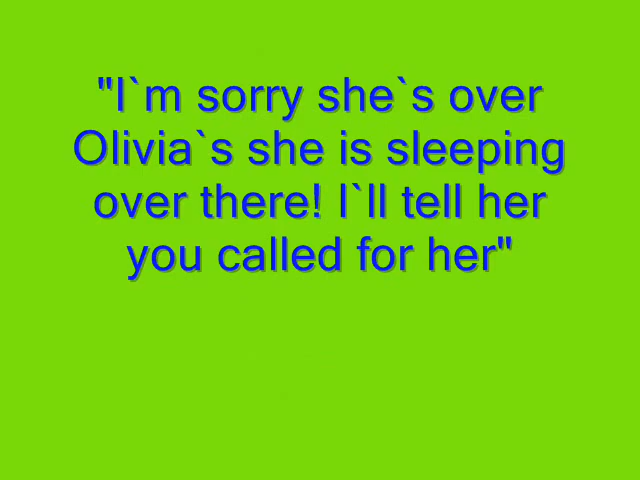 "I`m sorry she`s over
Olivia`s she is sleeping
over there! I`ll tell her
you called for her"